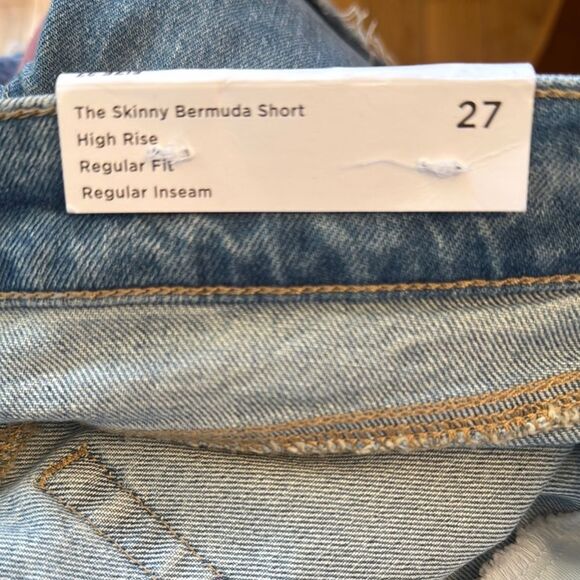 The Skinny Bermuda Short
27
High Rise
Regular Fit
Regular Inseam